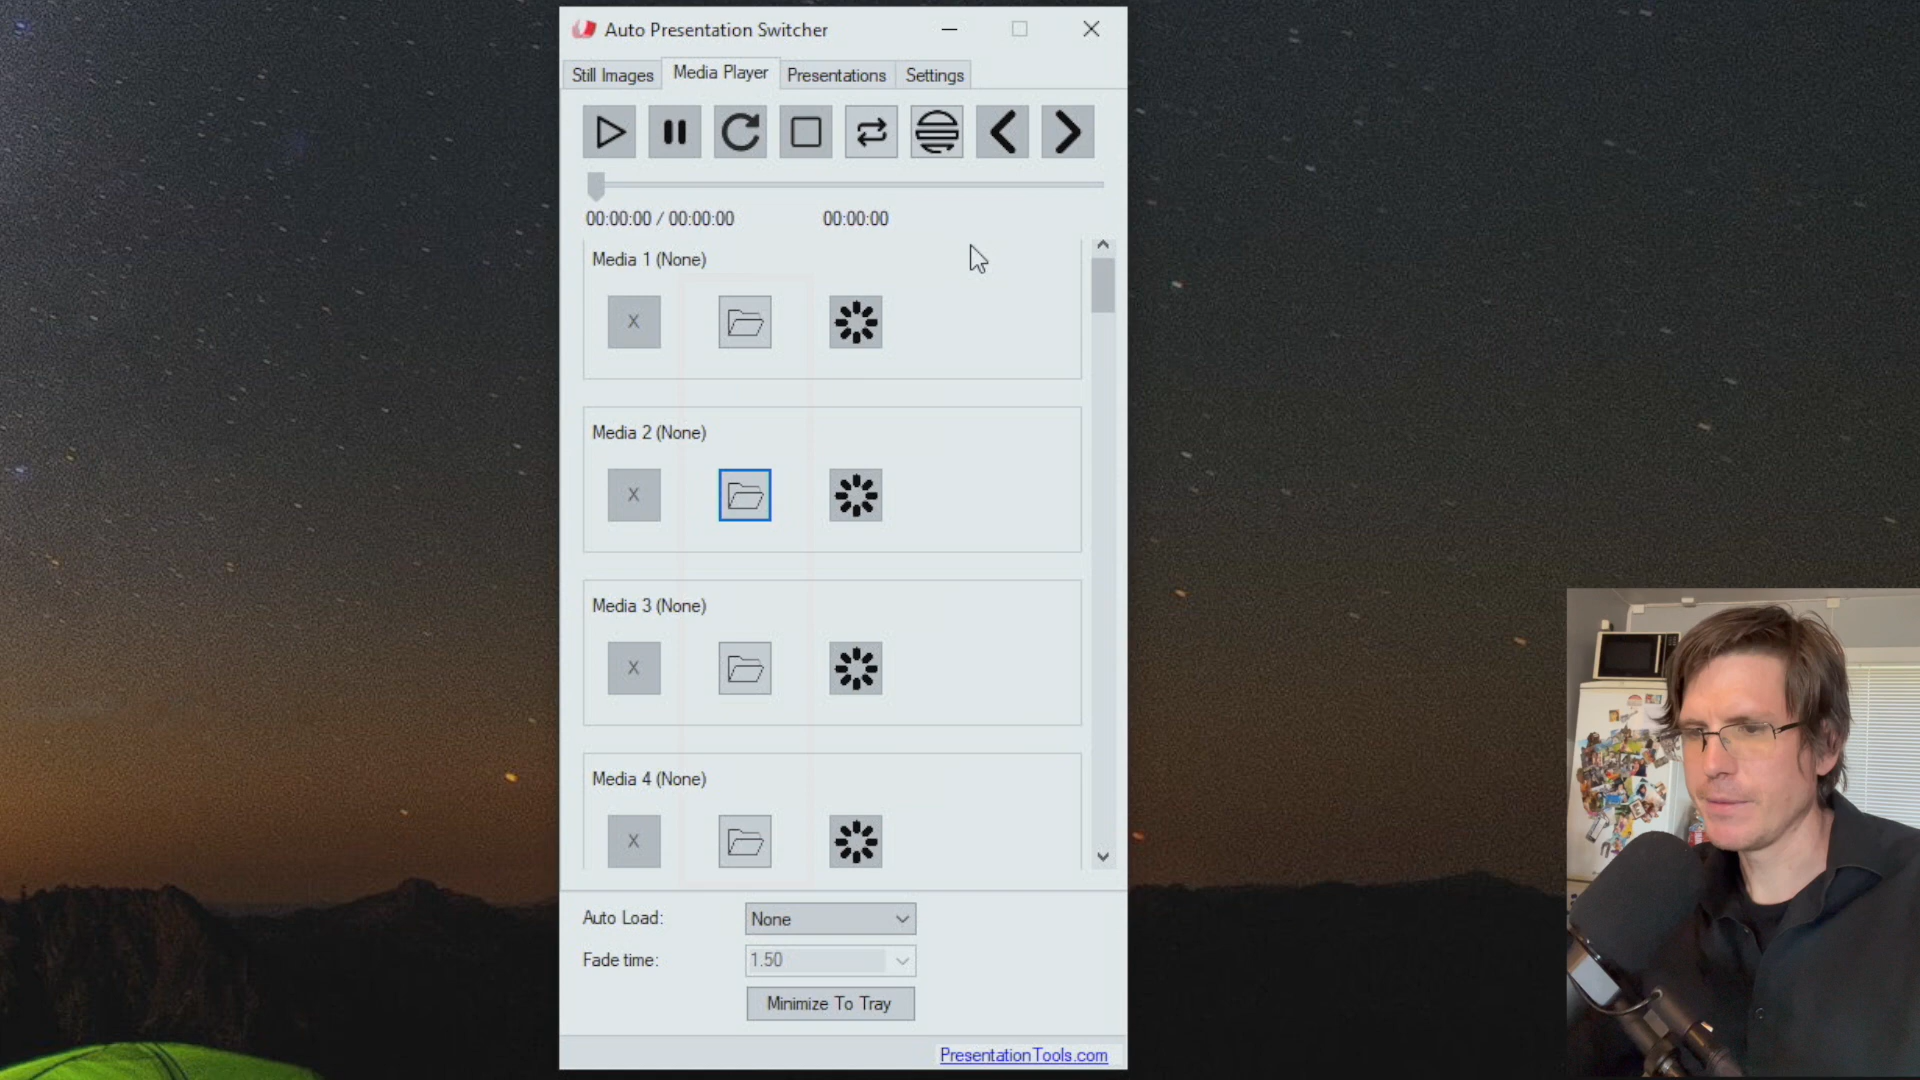 Auto Presentation Switcher
Still Images Media Player Presentations Settings
00:00:00 / 00:00:00 00:00:00
Media 1 (None)
X
Media 2 (None)
X
Media 3 (None)
X
Media 4 (None)
X
Auto Load: None
Fade time: 1.50
Minimize To Tray
PresentationTools.com